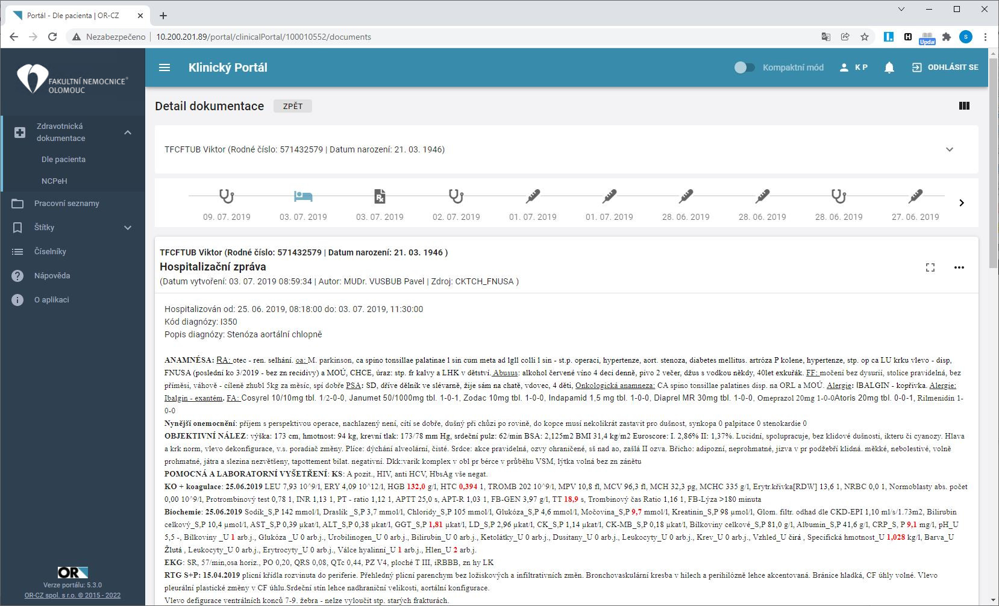 Portál - Dle pacienta | OR-CZ
Nezabezpečeno | 10.200.201.89/portal/clinicalPortal/100010552/documents
Upda
S
FAKULTNÍ NEMOCNICE®
OLOMOUC
Klinický Portál
Kompaktní mód
K P
ODHLÁSIT SE
Zdravotnická
dokumentace
Dle pacienta
NCPeH
Pracovní seznamy
Štítky
Číselníky
Nápověda
O aplikaci
OR
Verze portálu: 5.3.0
OR-CZ spol. s r.o. © 2015 - 2022
Detail dokumentace
ZPĚT
TFCFTUB Viktor (Rodné číslo: 571432579 | Datum narození: 21. 03. 1946)
09. 07. 2019 03. 07. 2019 03. 07. 2019 02. 07. 2019 01. 07. 2019 01. 07. 2019 28. 06. 2019 28. 06. 2019 28. 06. 2019 27. 06. 2019
TFCFTUB Viktor (Rodné číslo: 571432579 | Datum narození: 21. 03. 1946 )
Hospitalizační zpráva
(Datum vytvoření: 03. 07. 2019 08:59:34 | Autor: MUDr. VUSBUB Pavel | Zdroj: CKTCH_FNUSA )
Hospitalizován od: 25. 06. 2019, 08:18:00 do: 03. 07. 2019, 11:30:00
Kód diagnózy: I350
Popis diagnózy: Stenóza aortální chlopně
ANAMNÉSA: RA: otec - ren. selhání. oa: M. parkinson, ca spino tonsillae palatinae l sin cum meta ad lgll colli l sin - st.p. operaci, hypertenze, aort. stenoza, diabetes mellitus. artróza P kolene, hypertenze, stp. op ca LU krku vlevo - disp,
FNUSA (poslední ko 3/2019 - bez zn recidivy) a MOÚ, CHCE, úraz: stp. fr kalvy a LHK v dětství. Abusus: alkohol červené víno 4 deci denně, pivo 2 večer, džus s vodkou někdy, 40let exkuřák. FF: močení bez dysurií, stolice pravidelná, bez
příměsi, váhově - cíleně zhubl 5kg za měsíc, spí dobře PSA: SD, dříve dělník ve slévarně, žije sám na chatě, vdovec, 4 děti, Onkologická anamneza: CA spino tonsillae palatines disp. na ORL a MOÚ. Alergie: IBALGIN - kopřivka. Alergie:
Ibalgin - exantém. FA: Cosyrel 10/10mg tbl. 1/2-0-0, Janumet 50/1000mg tbl. 1-0-1, Zodac 10mg tbl. 1-0-0, Indapamid 1,5 mg tbl. 1-0-0, Diaprel MR 30mg tbl. 1-0-0, Omeprazol 20mg 1-0-0Atoris 20mg tbl. 0-0-1, Rilmenidin 1-
0-0
Nynější onemocnění: příjem s perspektivou operace, nachlazený není, cítí se dobře, dušný při chůzi po rovině, do kopce musí nekolikrát zastavit pro dušnost, synkopa 0 palpitace 0 stenokardie 0
OBJEKTIVNÍ NÁLEZ: výška: 173 cm, hmotnost: 94 kg, krevní tlak: 173/78 mm Hg, srdeční pulz: 62/min BSA: 2,125m2 BMI 31,4 kg/m2 Euroscore: I. 2,86% II: 1,37%. Lucidní, spolupracuje, bez klidové dušnosti, ikteru či cyanozy. Hlava
a krk norm, vlevo dekonfigurace, v.s. poradiač změny. Plíce: dýchání alveolární, čisté. Srdce: akce pravidelná, ozvy ohraničené, sš nad ao, zašlá II ozva. Břicho: adipozní, neprohmatné, jizva v pr podžebří klidná. měkké, nebolestivé, volně
prohmatné, játra a slezina nezvětšeny, tapottement bilat. negativní. Dkk:varik komplex v obl pr bérce v průběhu VSM, lýtka volná bez zn zánětu
POMOCNÁ A LABORATORNÍ VYŠETŘENÍ: KS: A pozit., HIV, anti HCV, HbsAg vše negat.
KO + koagulace: 25.06.2019 LEU 7,93 10^9/l, ERY 4,09 10^12/l, HGB 132,0 g/l, HTC 0,394 1, TROMB 202 10^9/l, MPV 10,8 fl, MCV 96,3 fl, MCH 32,3 pg, MCHC 335 g/l, Erytr.křivka[RDW] 13,6 1, NRBC 0,0 1, Normoblasty abs. počet
0,00 10^9/l, Protrombinový test 0,78 1, INR 1,13 1, PT - ratio 1,12 1, APTT 25,0 s, APT-R 1,03 1, FB-GEN 3,97 g/l, TT 18,9 s, Trombinový čas Ratio 1,16 1, FB-Lýza >180 minuta
Biochemie: 25.06.2019 Sodík_S,P 142 mmol/l, Draslík _S,P 3,7 mmol/l, Chloridy_S,P 105 mmol/l, Glukóza_S,P 4,6 mmol/l, Močovina_S,P 9,7 mmol/l, Kreatinin_S,P 98 µmol/l, Glom. filtr. odhad dle CKD-EPI 1,10 ml/s/1.73m2, Bilirubin
celkový_S,P 10,4 µmol/l, AST_S,P 0,39 µkat/l, ALT_S,P 0,38 µkat/l, GGT_S,P 1,81 µkat/l, LD_S,P 2,96 µkat/l, CK_S,P 1,14 µkat/l, CK-MB_S,P 0,18 µkat/l, Bílkoviny celkové_S,P 81,0 g/l, Albumin_S,P 41,6 g/l, CRP_S, P 9,1 mg/l, pH_U
5,5 -, Bílkoviny _U 1 arb.j., Glukóza _U 0 arb.j., Urobilinogen_U 0 arb.j., Bilirubin_U 0 arb.j., Ketolátky_U 0 arb.j., Dusitany_U 0 arb.j., Leukocyty_U 0 arb.j., Krev_U 0 arb.j., Vzhled_U čirá , Specifická hmotnost_U 1,028 kg/l, Barva_U
Žlutá , Leukocyty_U 0 arb.j., Erytrocyty_U 0 arb.j., Válce hyalinní_U 1 arb.j., Hlen_U 2 arb.j.
EKG: SR, 57/min,osa horiz., PO 0,20, QRS 0,08, QTc 0,44, PZ V4, ploché T III, iRBBB, zn hy LK
RTG S+P: 15.04.2019 plicní křídla rozvinuta do periferie. Přehledný plicní parenchym bez ložiskových a infiltrativních změn. Bronchovaskulární kresba v hilech a perihilózně lehce akcentovaná. Bránice hladká, CF úhly volné. Vlevo
pleurální plastické změny v CF úhlu.Srdeční stín lehce nadhraniční velikosti, aortální konfigurace.
Vlevo defigurace ventrálních konců 7-9. žebra - nelze vyloučit stp. starých frakturách.